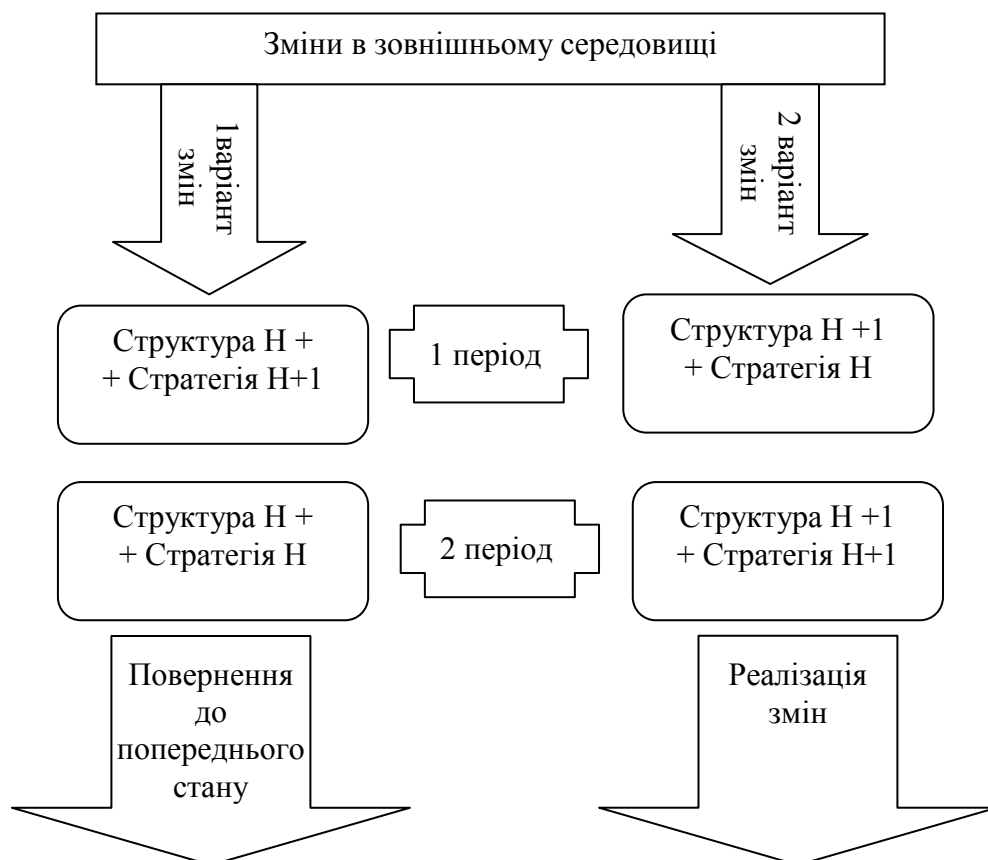 Зміни в зовнішньому середовищі
1варіант
змін
2 варіант
змін
Структура Н +
+ Стратегія Н+1
1 період
Структура Н +1
+ Стратегія Н
Структура Н +
+ Стратегія Н
2 період
Структура Н +1
+ Стратегія Н+1
Повернення
до
попереднього
стану
Реалізація
змін